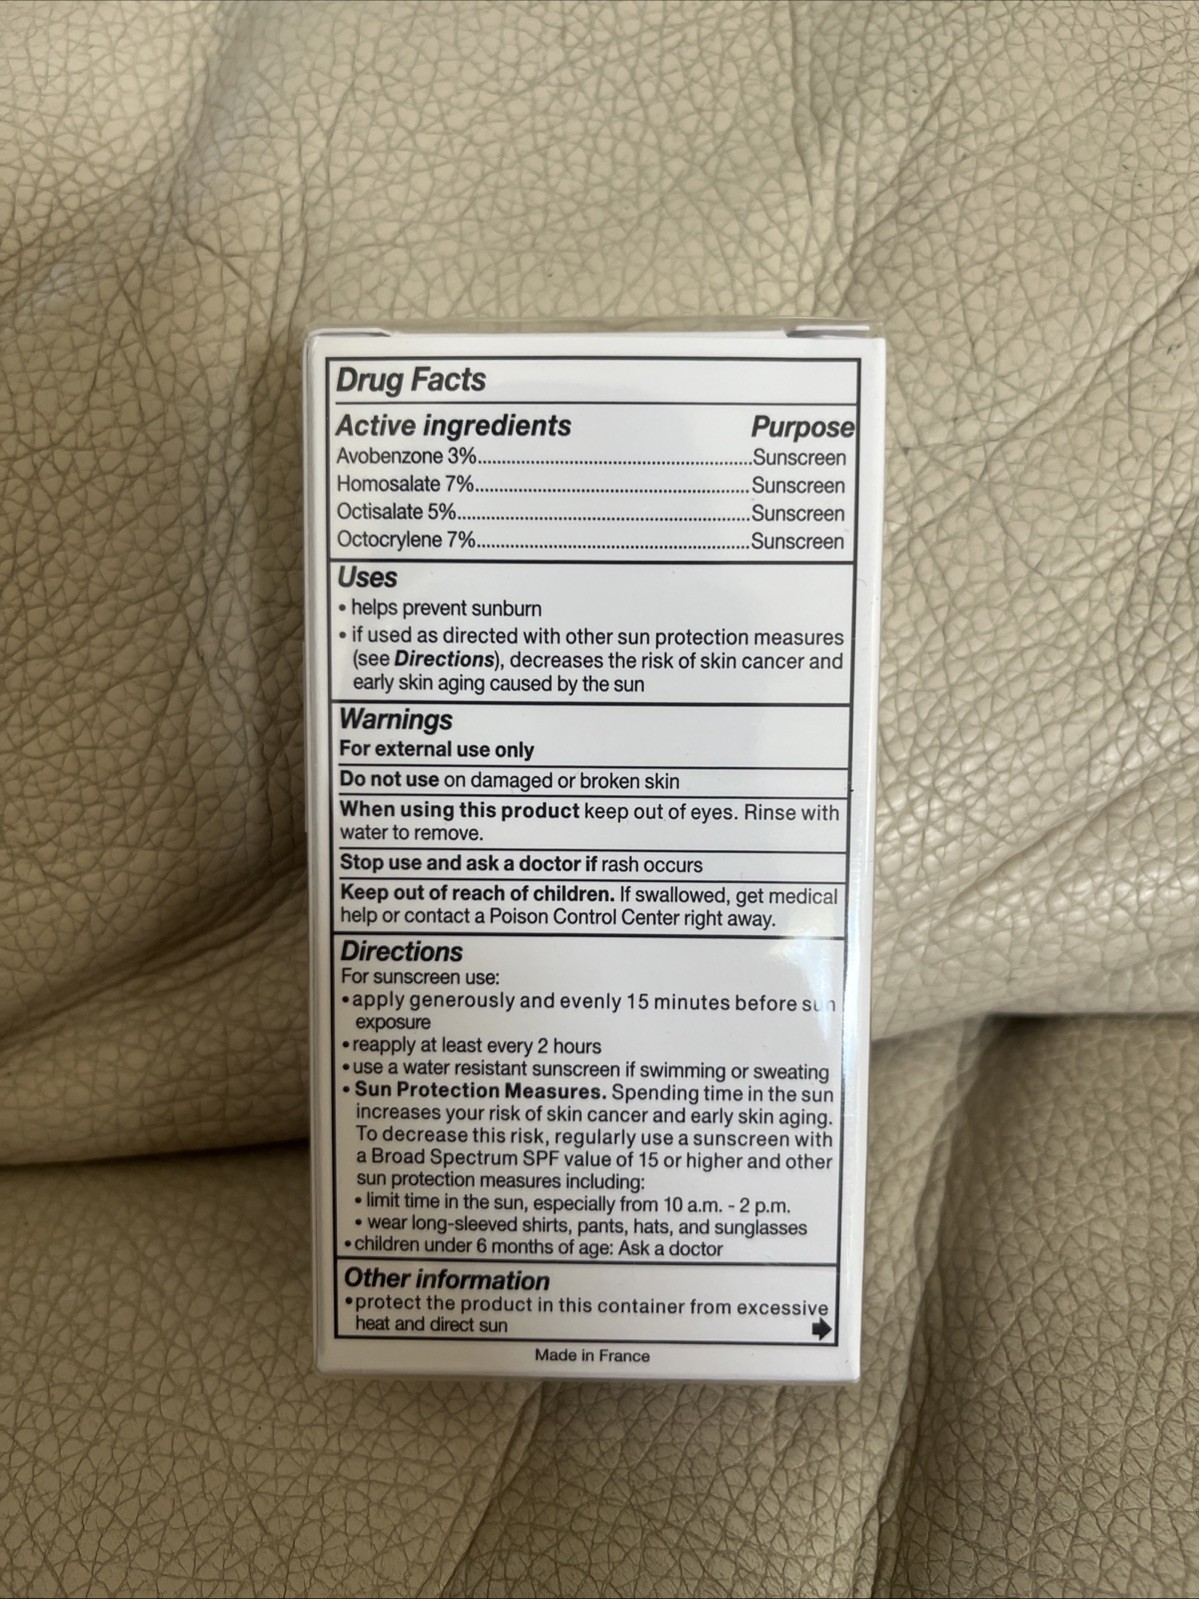 Drug Facts
Active ingredients Purpose
Avobenzone 3%..................................................Sunscreen
Homosalate 7%..................................................Sunscreen
Octisalate 5%.....................................................Sunscreen
Octocrylene 7%.................................................Sunscreen
Uses
• helps prevent sunburn
• if used as directed with other sun protection measures
(see Directions), decreases the risk of skin cancer and
early skin aging caused by the sun
Warnings
For external use only
Do not use on damaged or broken skin
When using this product keep out of eyes. Rinse with
water to remove.
Stop use and ask a doctor if rash occurs
Keep out of reach of children. If swallowed, get medical
help or contact a Poison Control Center right away.
Directions
For sunscreen use:
• apply generously and evenly 15 minutes before sun
exposure
• reapply at least every 2 hours
• use a water resistant sunscreen if swimming or sweating
• Sun Protection Measures. Spending time in the sun
increases your risk of skin cancer and early skin aging.
To decrease this risk, regularly use a sunscreen with
a Broad Spectrum SPF value of 15 or higher and other
sun protection measures including:
• limit time in the sun, especially from 10 a.m. - 2 p.m.
• wear long-sleeved shirts, pants, hats, and sunglasses
• children under 6 months of age: Ask a doctor
Other information
• protect the product in this container from excessive
heat and direct sun
Made in France